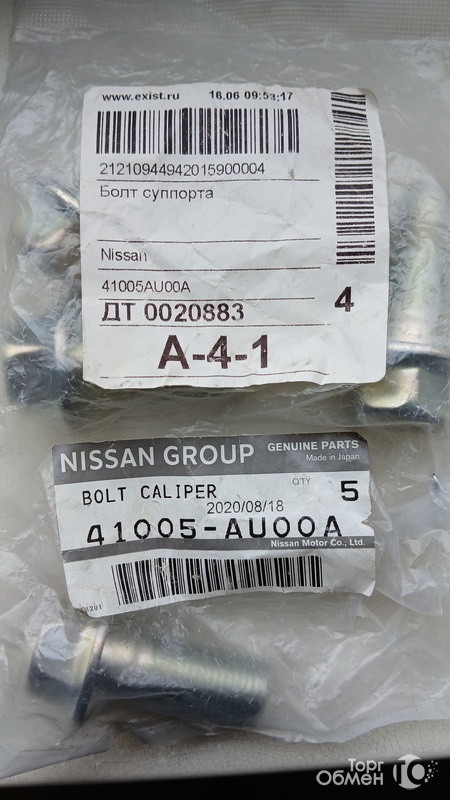 www.exist.ru 16.06 09:53:17
21210944942015900004
Болт суппорта
Nissan
41005AU00A
ДТ 0020883
4
A-4-1
NISSAN GROUP
GENUINE PARTS
Made in Japan
BOLT CALIPER
QTY 5
2020/08/18
41005-AU00A
Nissan Motor Co., Ltd.
Торг
Обмен